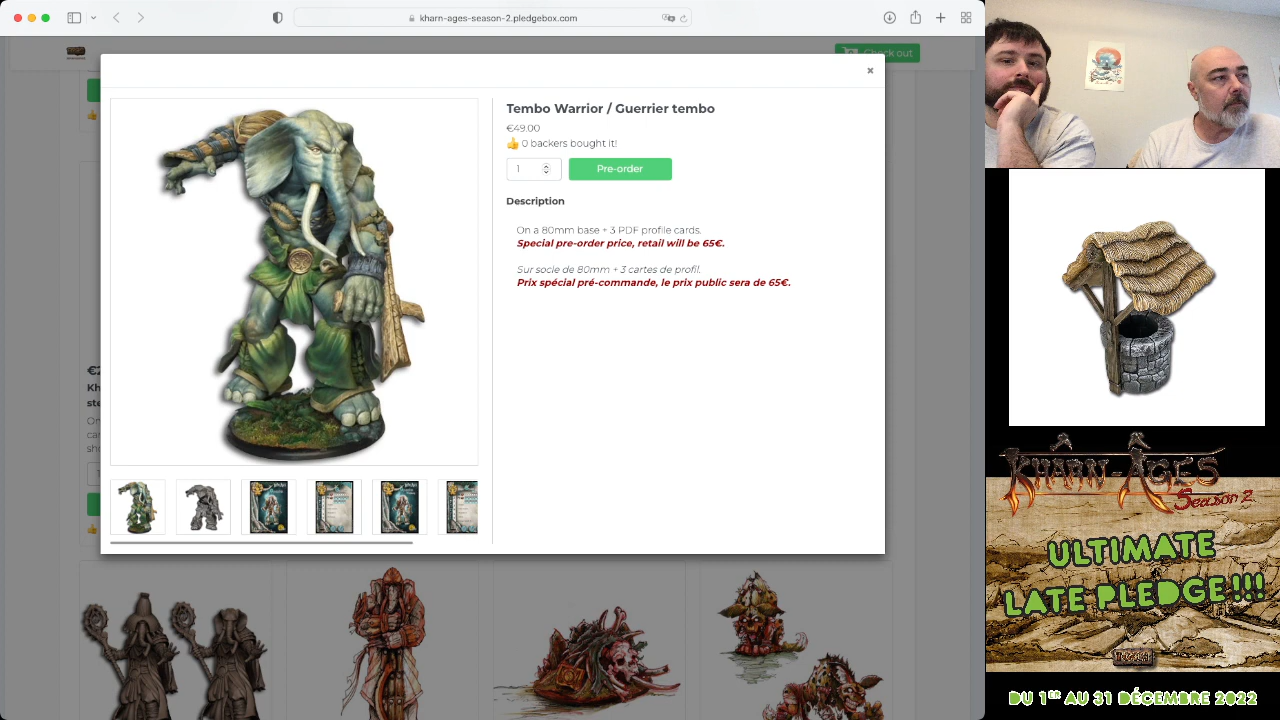 kharn-ages-season-2.pledgebox.com
Check out
×
Tembo Warrior / Guerrier tembo
€49.00
👍 0 backers bought it!
1
Pre-order
Description
On a 80mm base + 3 PDF profile cards.
Special pre-order price, retail will be 65€.
Sur socle de 80mm + 3 cartes de profil.
Prix spécial pré-commande, le prix public sera de 65€.
KHÂRN-ÂGES
Season 2
ULTIMATE
LATE PLEDGE!!!
DU 1ER AU 31 DÉCEMBRE 2022